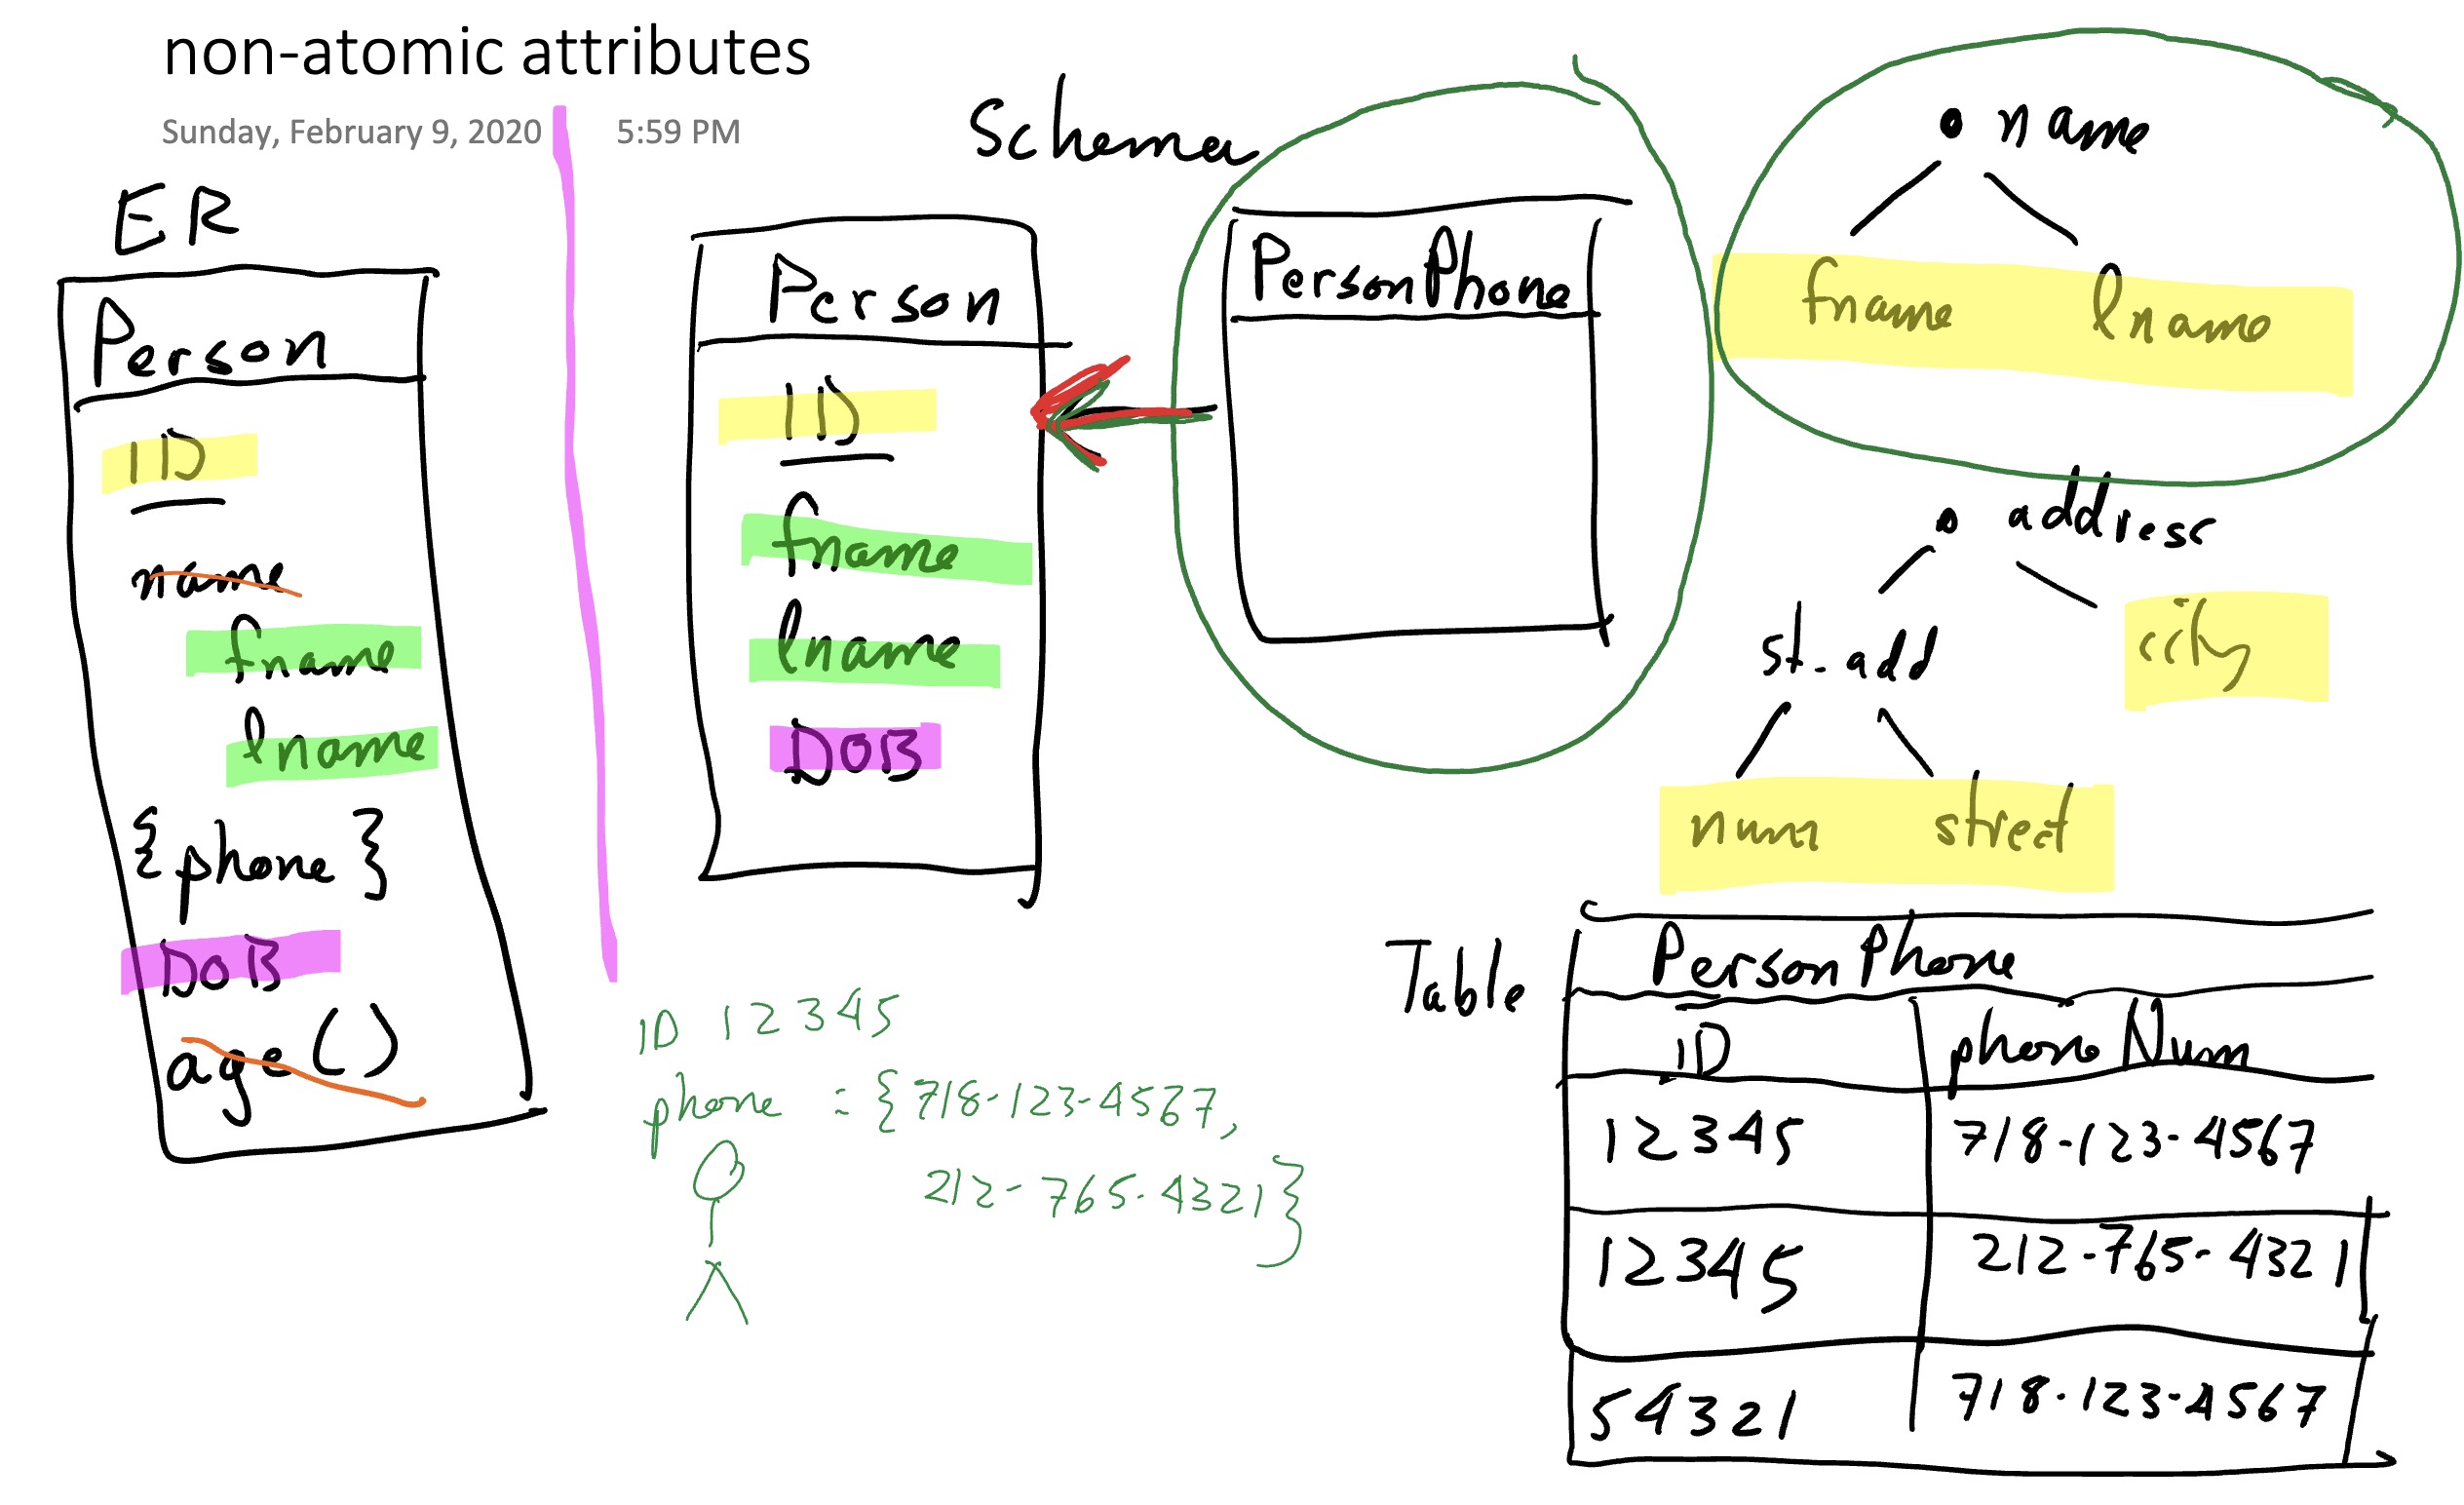 non-atomic attributes
Sunday, February 9, 2020 5:59 PM
ER
Person
ID
name
fname
lname
{phone}
DOB
age()
Schema
Person
ID
fname
lname
DOB
PersonPhone
name
fname lname
address
st_add city
num street
ID 12345
phone = {718-123-4567,
212-765-4321}
Table
PersonPhone
ID phoneNum
12345 718-123-4567
12345 212-765-4321
54321 718-123-4567